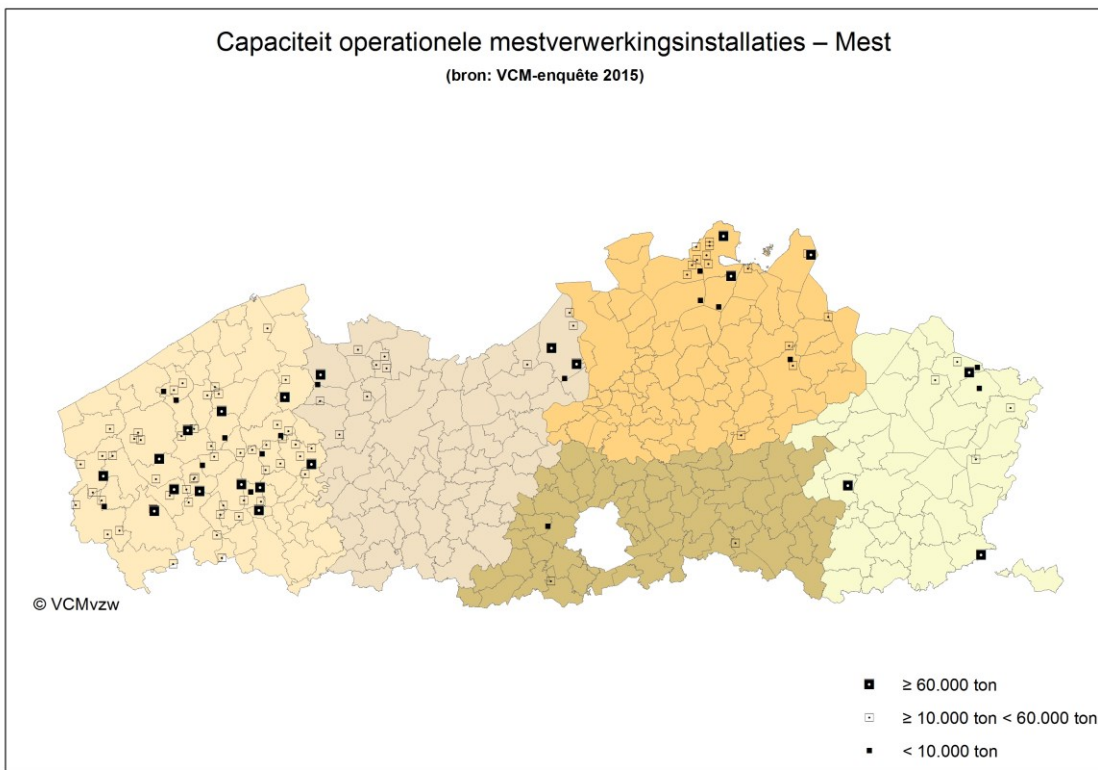 Capaciteit operationele mestverwerkingsinstallaties – Mest
(bron: VCM-enquête 2015)
© VCMvzw
≥ 60.000 ton
≥ 10.000 ton < 60.000 ton
< 10.000 ton